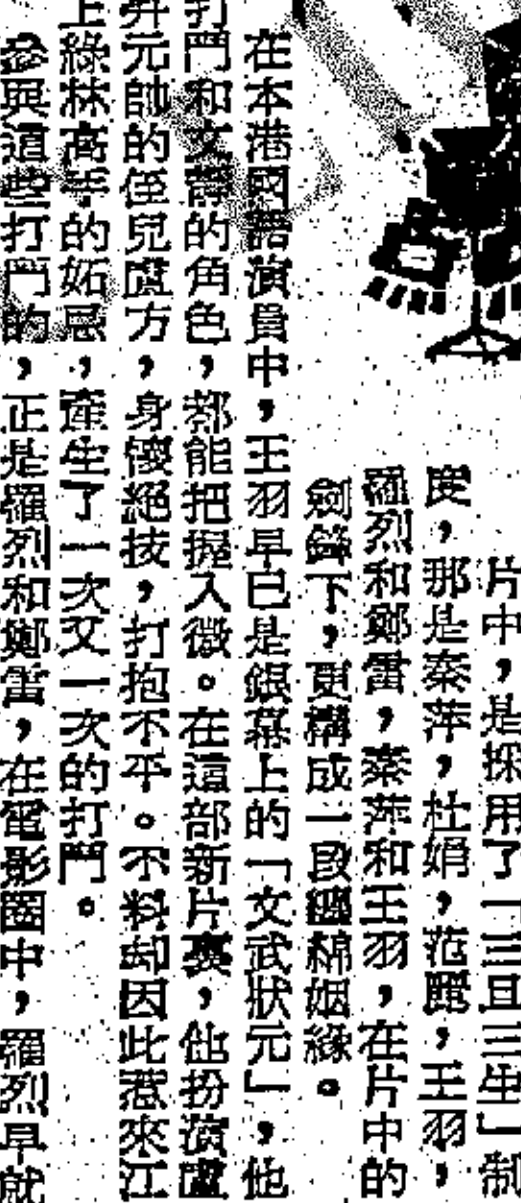 片中，是採用了「三旦三生」制
度，那是秦萍，杜娟，范麗，王羽，
羅烈和鄭雷，秦萍和王羽，在片中的
劍鋒下，更構成一段纏綿姻緣。
在本港國語演員中，王羽早已是銀幕上的「文武狀元」，他
打鬥和文靜的角色，都能把握入微。在這部新片裏，他扮演盧
昇元帥的侄兒盧方，身懷絕技，打抱不平。不料却因此惹來江
上綠林高手的妬忌，產生了一次又一次的打鬥。
參與這些打鬥的，正是羅烈和鄭雷，在電影圈中，羅烈早就